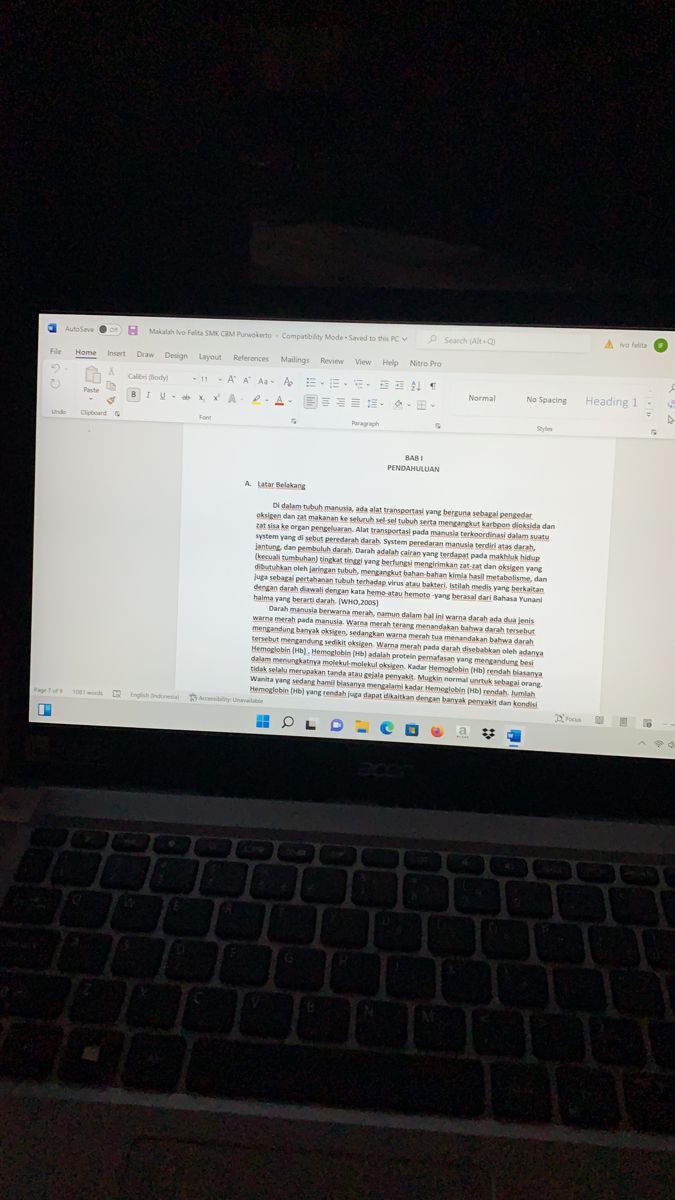 AutoSave Off Makalah Ivo Felita SMK CBM Purwokerto - Compatibility Mode • Saved to this PC Search (Alt+Q) ivo felita IF
File Home Insert Draw Design Layout References Mailings Review View Help Nitro Pro
Paste Calibri (Body) 11 Normal No Spacing Heading 1
Undo Clipboard Font Paragraph Styles
BAB I
PENDAHULUAN
A. Latar Belakang
Di dalam tubuh manusia, ada alat transportasi yang berguna sebagai pengedar
oksigen dan zat makanan ke seluruh sel-sel tubuh serta mengangkut karbpon dioksida dan
zat sisa ke organ pengeluaran. Alat transportasi pada manusia terkoordinasi dalam suatu
system yang di sebut peredarah darah. System peredaran manusia terdiri atas darah,
jantung, dan pembuluh darah. Darah adalah cairan yang terdapat pada makhluk hidup
(kecuali tumbuhan) tingkat tinggi yang berfungsi mengirimkan zat-zat dan oksigen yang
dibutuhkan oleh jaringan tubuh, mengangkut bahan-bahan kimia hasil metabolisme, dan
juga sebagai pertahanan tubuh terhadap virus atau bakteri. Istilah medis yang berkaitan
dengan darah diawali dengan kata hemo-atau hemoto -yang berasal dari Bahasa Yunani
haima yang berarti darah. (WHO,2005)
Darah manusia berwarna merah, namun dalam hal ini warna darah ada dua jenis
warna merah pada manusia. Warna merah terang menandakan bahwa darah tersebut
mengandung banyak oksigen, sedangkan warna merah tua menandakan bahwa darah
tersebut mengandung sedikit oksigen. Warna merah pada darah disebabkan oleh adanya
Hemoglobin (Hb) . Hemoglobin (Hb) adalah protein pernafasan yang mengandung besi
dalam menungkatnya molekul-molekul oksigen. Kadar Hemoglobin (Hb) rendah biasanya
tidak selalu merupakan tanda atau gejala penyakit. Mugkin normal unrtuk sebagai orang.
Wanita yang sedang hamil biasanya mengalami kadar Hemoglobin (Hb) rendah. Jumlah
Hemoglobin (Hb) yang rendah juga dapat dikaitkan dengan banyak penyakit dan kondisi
Page 7 of 9 1081 words English (Indonesia) Accessibility: Unavailable Focus
acer